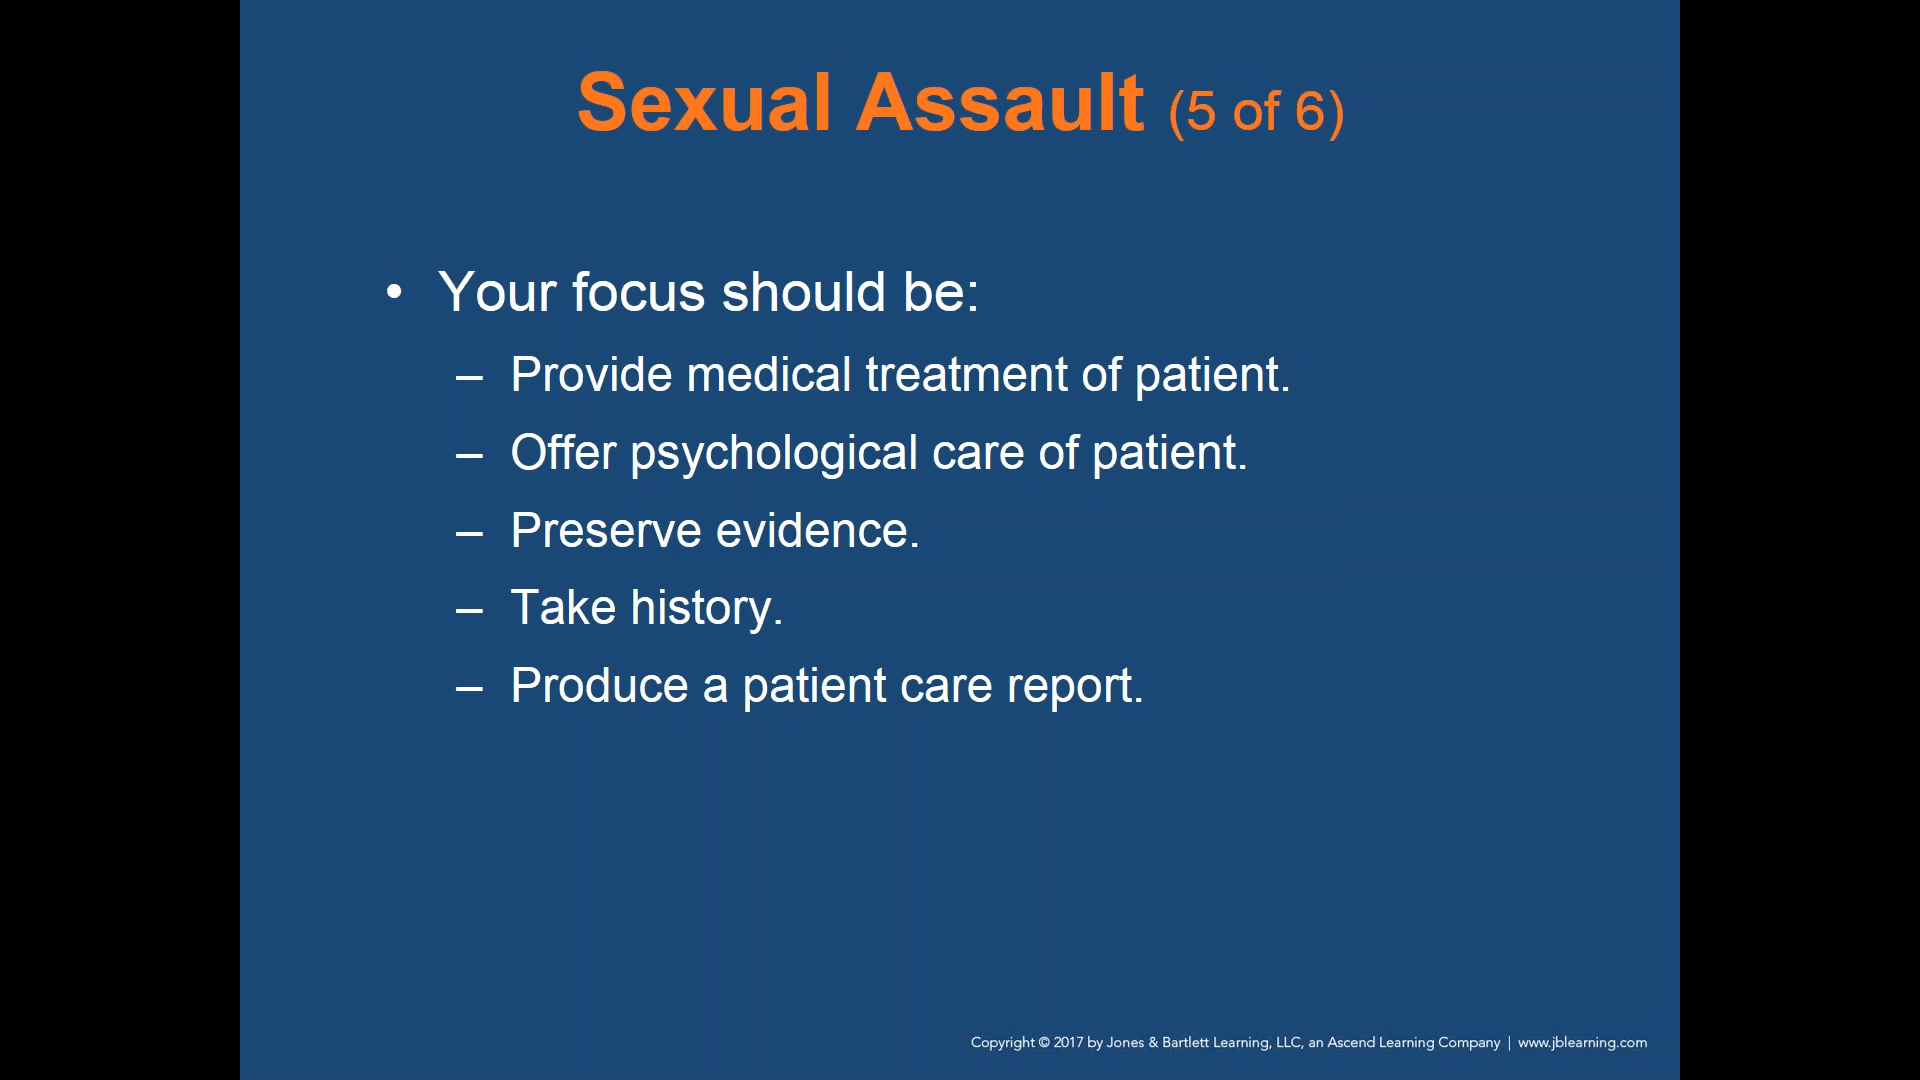 Sexual Assault (5 of 6)
• Your focus should be:
– Provide medical treatment of patient.
– Offer psychological care of patient.
– Preserve evidence.
– Take history.
– Produce a patient care report.
Copyright © 2017 by Jones & Bartlett Learning, LLC, an Ascend Learning Company | www.jblearning.com